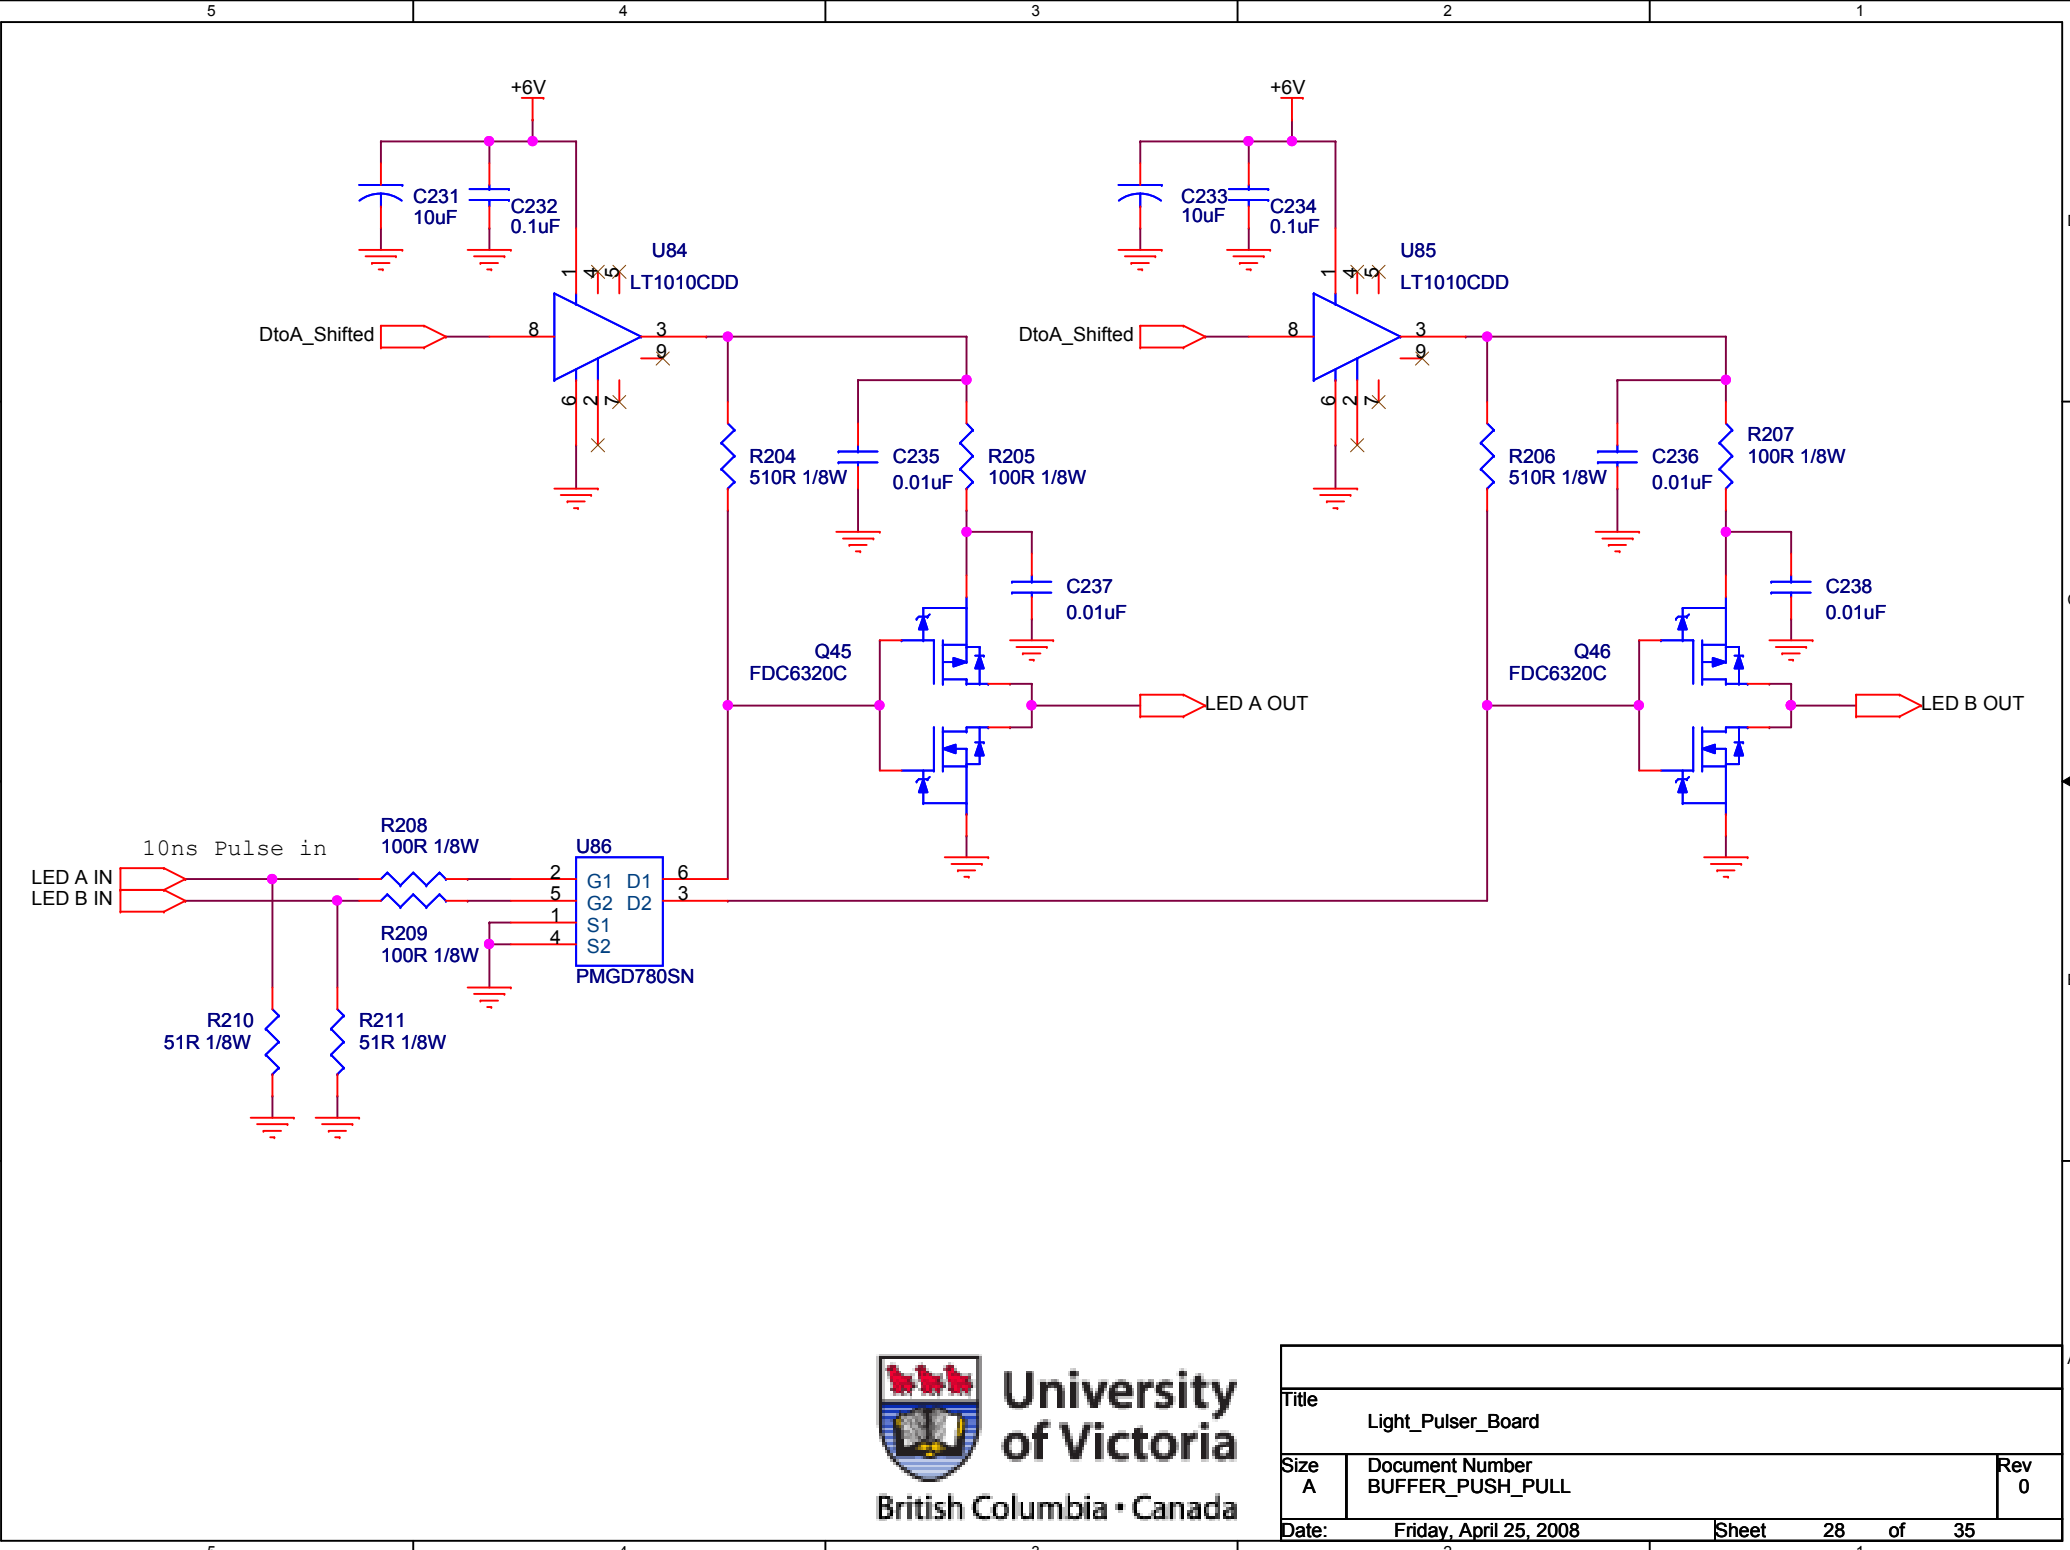 5 4 3 2 1
+6V
+6V
C231
10uF
C232
0.1uF
C233
10uF
C234
0.1uF
U84
LT1010CDD
U85
LT1010CDD
1 4 5
1 4 5
DtoA_Shifted
8
3
9
DtoA_Shifted
8
3
9
6 2 7
6 2 7
R204
510R 1/8W
C235
0.01uF
R205
100R 1/8W
R206
510R 1/8W
C236
0.01uF
R207
100R 1/8W
C237
0.01uF
C238
0.01uF
Q45
FDC6320C
Q46
FDC6320C
LED A OUT
LED B OUT
10ns Pulse in
LED A IN
LED B IN
R208
100R 1/8W
R209
100R 1/8W
U86
2 G1 D1 6
5 G2 D2 3
1 S1
4 S2
PMGD780SN
R210
51R 1/8W
R211
51R 1/8W
University
of Victoria
British Columbia • Canada
Title
Light_Pulser_Board
Size
A
Document Number
BUFFER_PUSH_PULL
Rev
0
Date: Friday, April 25, 2008 Sheet 28 of 35